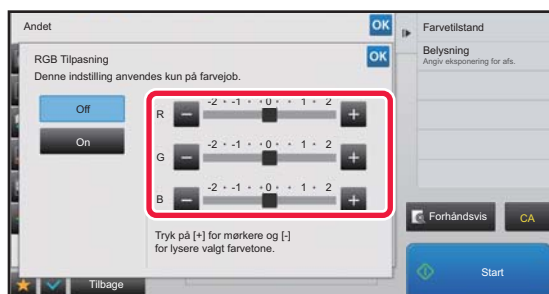 Andet
OK
RGB Tilpasning
OK
Denne indstilling anvendes kun på farvejob.
Off
On
R
-2 -1 0 1 2
G
-2 -1 0 1 2
B
-2 -1 0 1 2
Tryk på [+] for mørkere og [-]
for lysere valgt farvetone.
Tilbage
Farvetilstand
Belysning
Angiv eksponering for afs.
Forhåndsvis
CA
Start